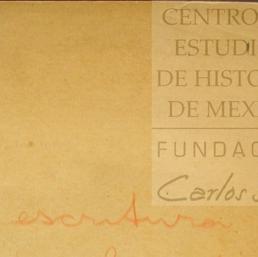 CENTRO
ESTUDI
DE HISTO
DE MEX
FUNDAC
Carlos S
escritura